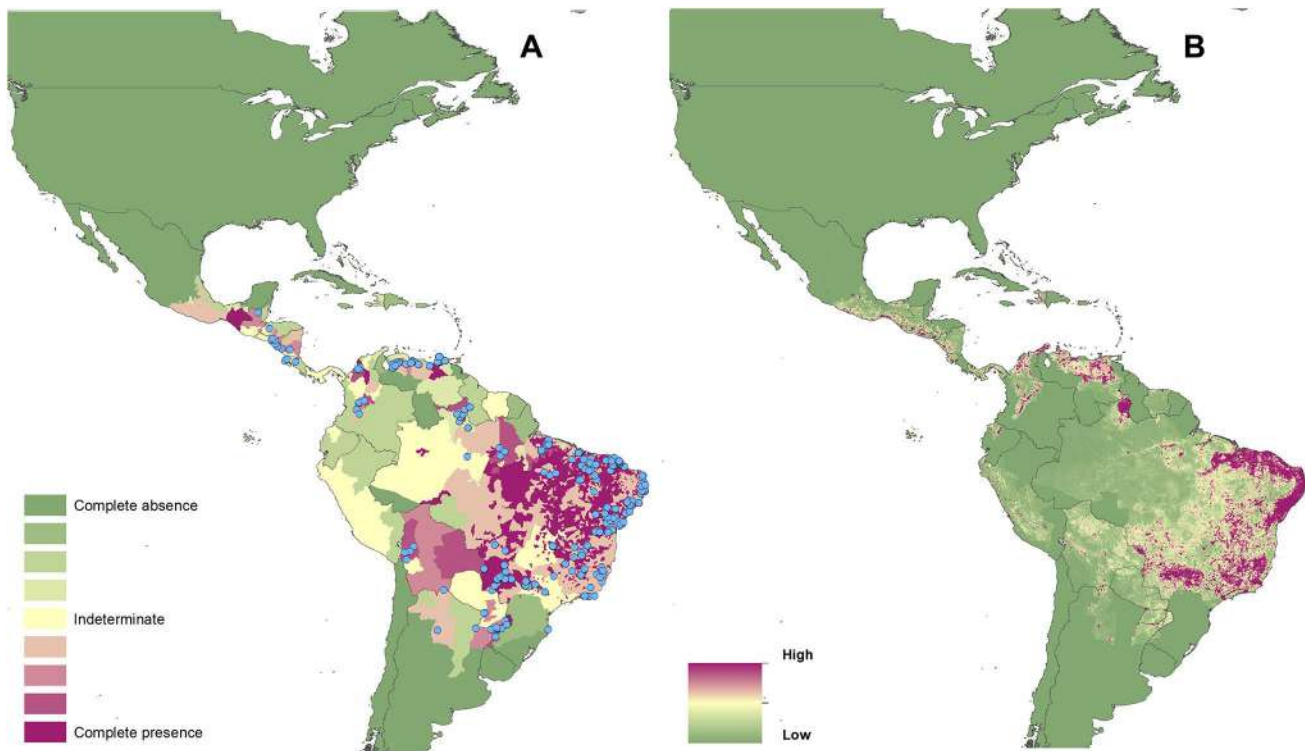 A
B
Complete absence
Indeterminate
Complete presence
High
Low